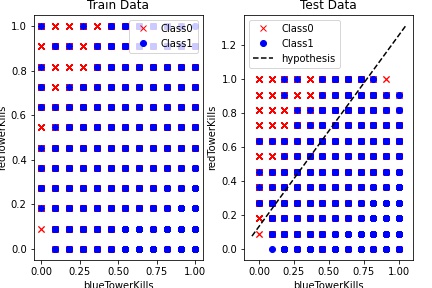 Train Data
Class0
Class1
1.0
0.8
0.6
0.4
0.2
0.0
0.00 0.25 0.50 0.75 1.00
blueTowerKills
redTowerKills
Test Data
Class0
Class1
hypothesis
1.2
1.0
0.8
0.6
0.4
0.2
0.0
0.00 0.25 0.50 0.75 1.00
blueTowerKills
redTowerKills